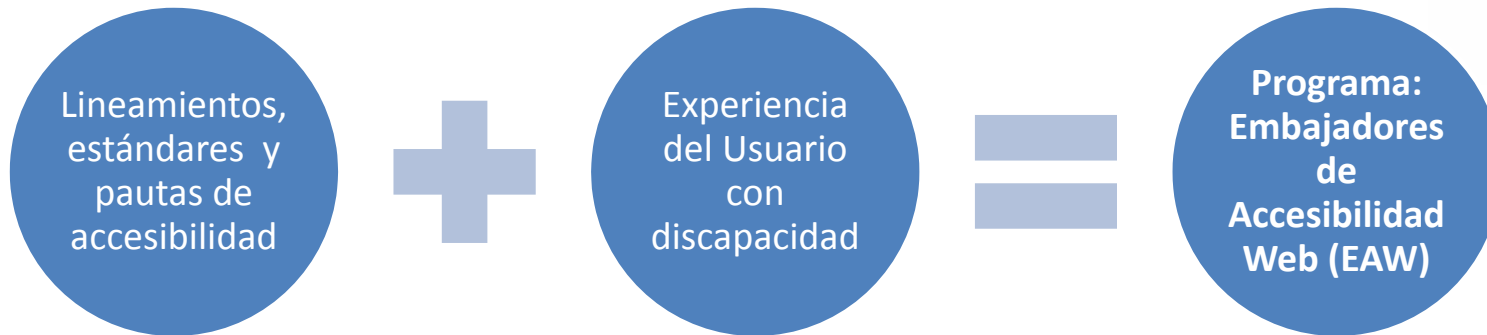 Lineamientos,
estándares y
pautas de
accesibilidad
Experiencia
del Usuario
con
discapacidad
Programa:
Embajadores
de
Accesibilidad
Web (EAW)